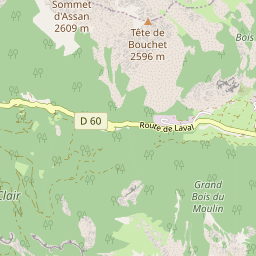 Sommet
d'Assan
2609 m
Tête de
Bouchet
2596 m
Bois
D 60
Route de Laval
Grand
Bois du
Moulin
Clair